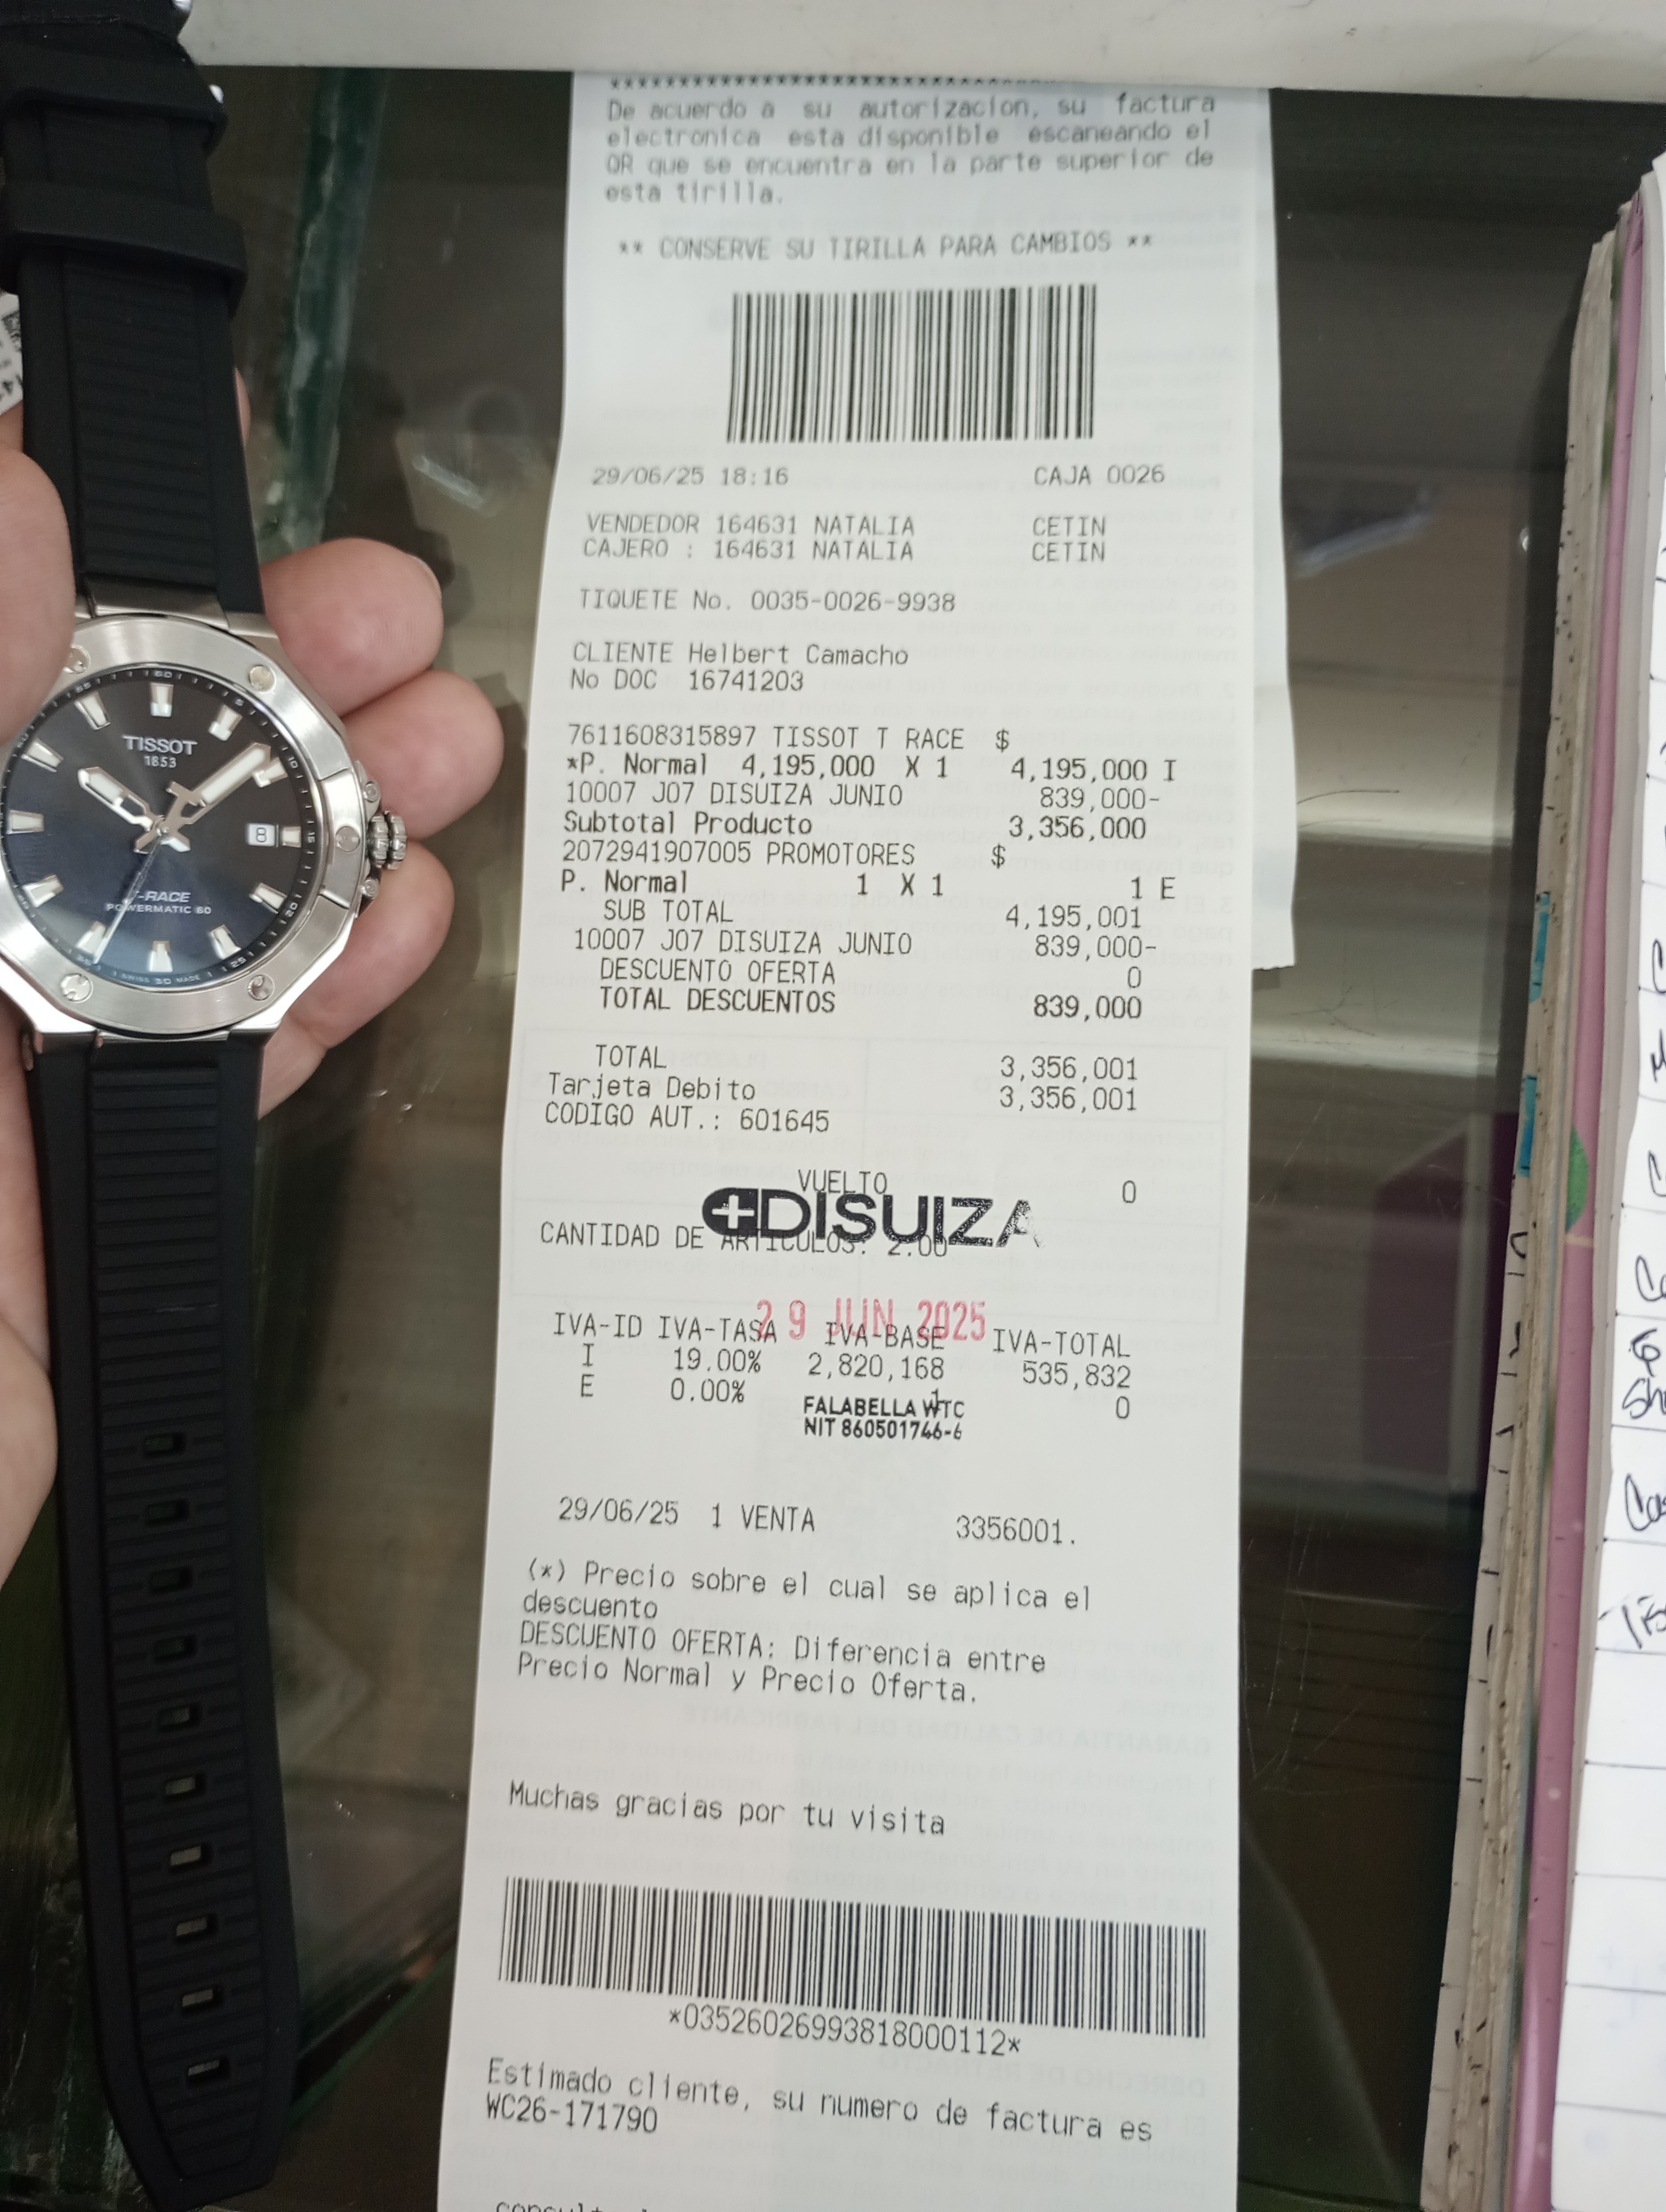 De acuerdo a su autorizacion, su factura
electronica esta disponible escaneando el
QR que se encuentra en la parte superior de
esta tirilla.
** CONSERVE SU TIRILLA PARA CAMBIOS **
29/06/25 18:16 CAJA 0026
VENDEDOR 164631 NATALIA CETIN
CAJERO : 164631 NATALIA CETIN
TIQUETE No. 0035-0026-9938
CLIENTE Helbert Camacho
No DOC 16741203
7611608315897 TISSOT T RACE $
*P. Normal 4,195,000 X 1 4,195,000 I
10007 J07 DISUIZA JUNIO 839,000-
Subtotal Producto 3,356,000
2072941907005 PROMOTORES $
P. Normal 1 X 1 1 E
SUB TOTAL 4,195,001
10007 J07 DISUIZA JUNIO 839,000-
DESCUENTO OFERTA 0
TOTAL DESCUENTOS 839,000
TOTAL 3,356,001
Tarjeta Debito 3,356,001
CODIGO AUT.: 601645
VUELTO 0
DISUIZA
CANTIDAD DE ARTICULOS: 2.00
29 JUN 2025
IVA-ID IVA-TASA IVA-BASE IVA-TOTAL
I 19.00% 2,820,168 535,832
E 0.00% 1 0
FALABELLA WTC
NIT 860501746-6
29/06/25 1 VENTA 3356001.
(*) Precio sobre el cual se aplica el
descuento
DESCUENTO OFERTA: Diferencia entre
Precio Normal y Precio Oferta.
Muchas gracias por tu visita
*03526026993818000112*
Estimado cliente, su numero de factura es
WC26-171790
TISSOT
1853
8
-RACE
POWERMATIC 80
SWISS MADE